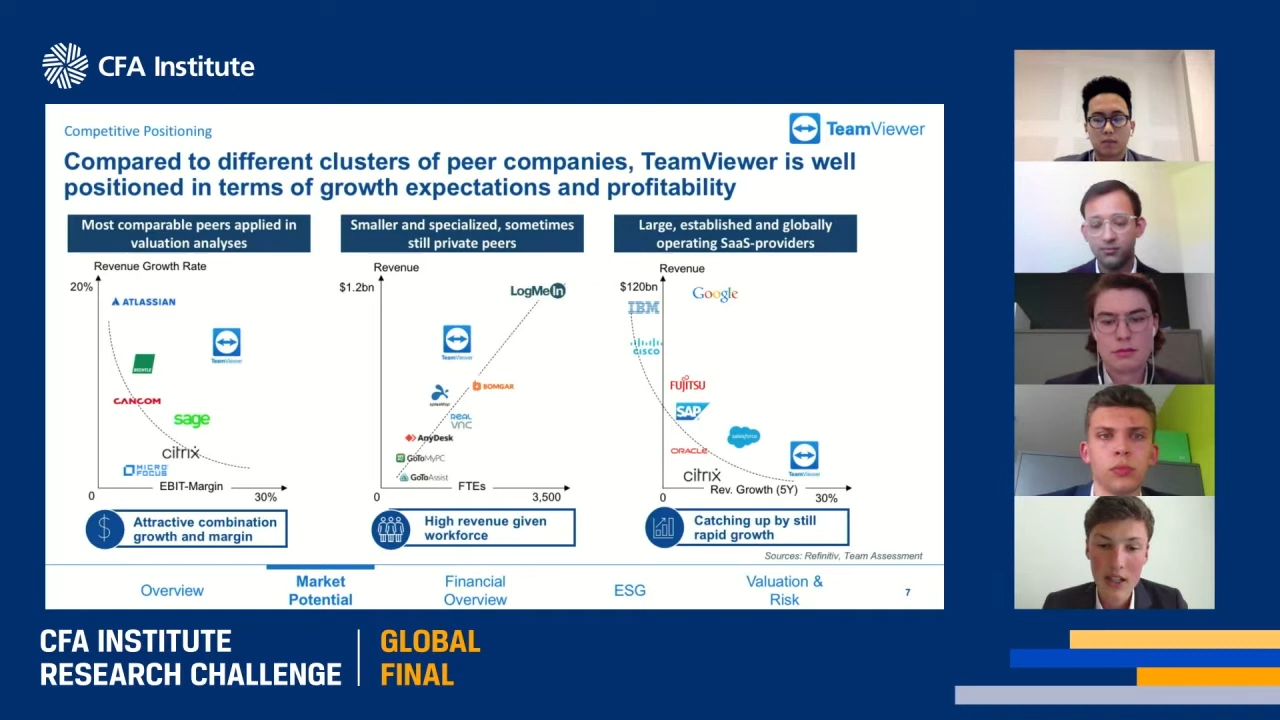 CFA Institute
Competitive Positioning
TeamViewer
Compared to different clusters of peer companies, TeamViewer is well
positioned in terms of growth expectations and profitability
Most comparable peers applied in
valuation analyses
Revenue Growth Rate
20%
ATLASSIAN
TeamViewer
BECHTLE
CANCOM
sage
citrix
MICRO
FOCUS
0
EBIT-Margin
30%
Attractive combination
growth and margin
Smaller and specialized, sometimes
still private peers
Revenue
$1.2bn
LogMeIn
TeamViewer
BOMGAR
splashtop
REAL
VNC
AnyDesk
GoToMyPC
GoToAssist
0
FTEs
3,500
High revenue given
workforce
Large, established and globally
operating SaaS-providers
Revenue
$120bn
Google
IBM
CISCO
FUJITSU
SAP
salesforce
ORACLE
TeamViewer
citrix
Rev. Growth (5Y)
0
30%
Catching up by still
rapid growth
Sources: Refinitiv, Team Assessment
Overview
Market
Potential
Financial
Overview
ESG
Valuation &
Risk
7
CFA INSTITUTE
RESEARCH CHALLENGE
GLOBAL
FINAL